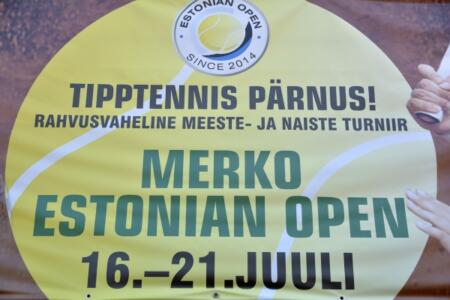 ESTONIAN OPEN
SINCE 2014
TIPPTENNIS PÄRNUS!
RAHVUSVAHELINE MEESTE- JA NAISTE TURNIIR
MERKO
ESTONIAN OPEN
16.–21.JUULI